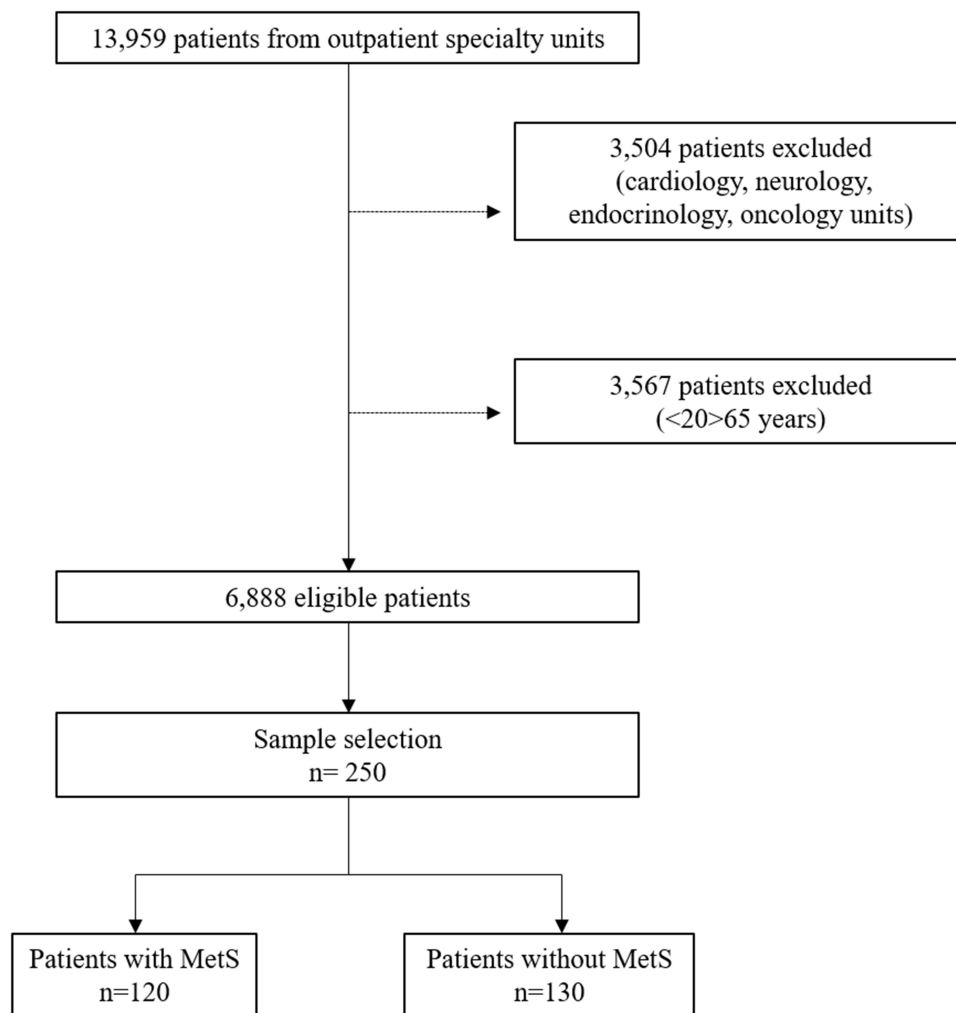 13,959 patients from outpatient specialty units
3,504 patients excluded
(cardiology, neurology,
endocrinology, oncology units)
3,567 patients excluded
(<20>65 years)
6,888 eligible patients
Sample selection
n= 250
Patients with MetS
n=120
Patients without MetS
n=130